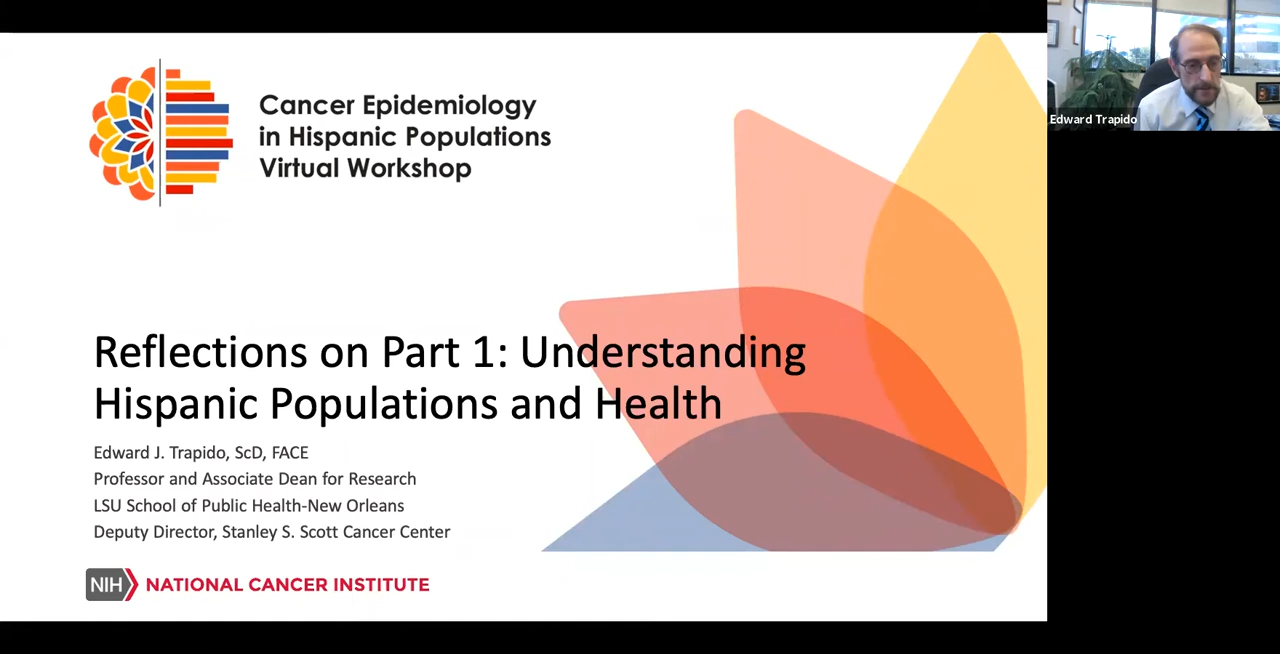 Cancer Epidemiology
in Hispanic Populations
Virtual Workshop
Edward Trapido
Reflections on Part 1: Understanding
Hispanic Populations and Health
Edward J. Trapido, ScD, FACE
Professor and Associate Dean for Research
LSU School of Public Health-New Orleans
Deputy Director, Stanley S. Scott Cancer Center
NIH NATIONAL CANCER INSTITUTE